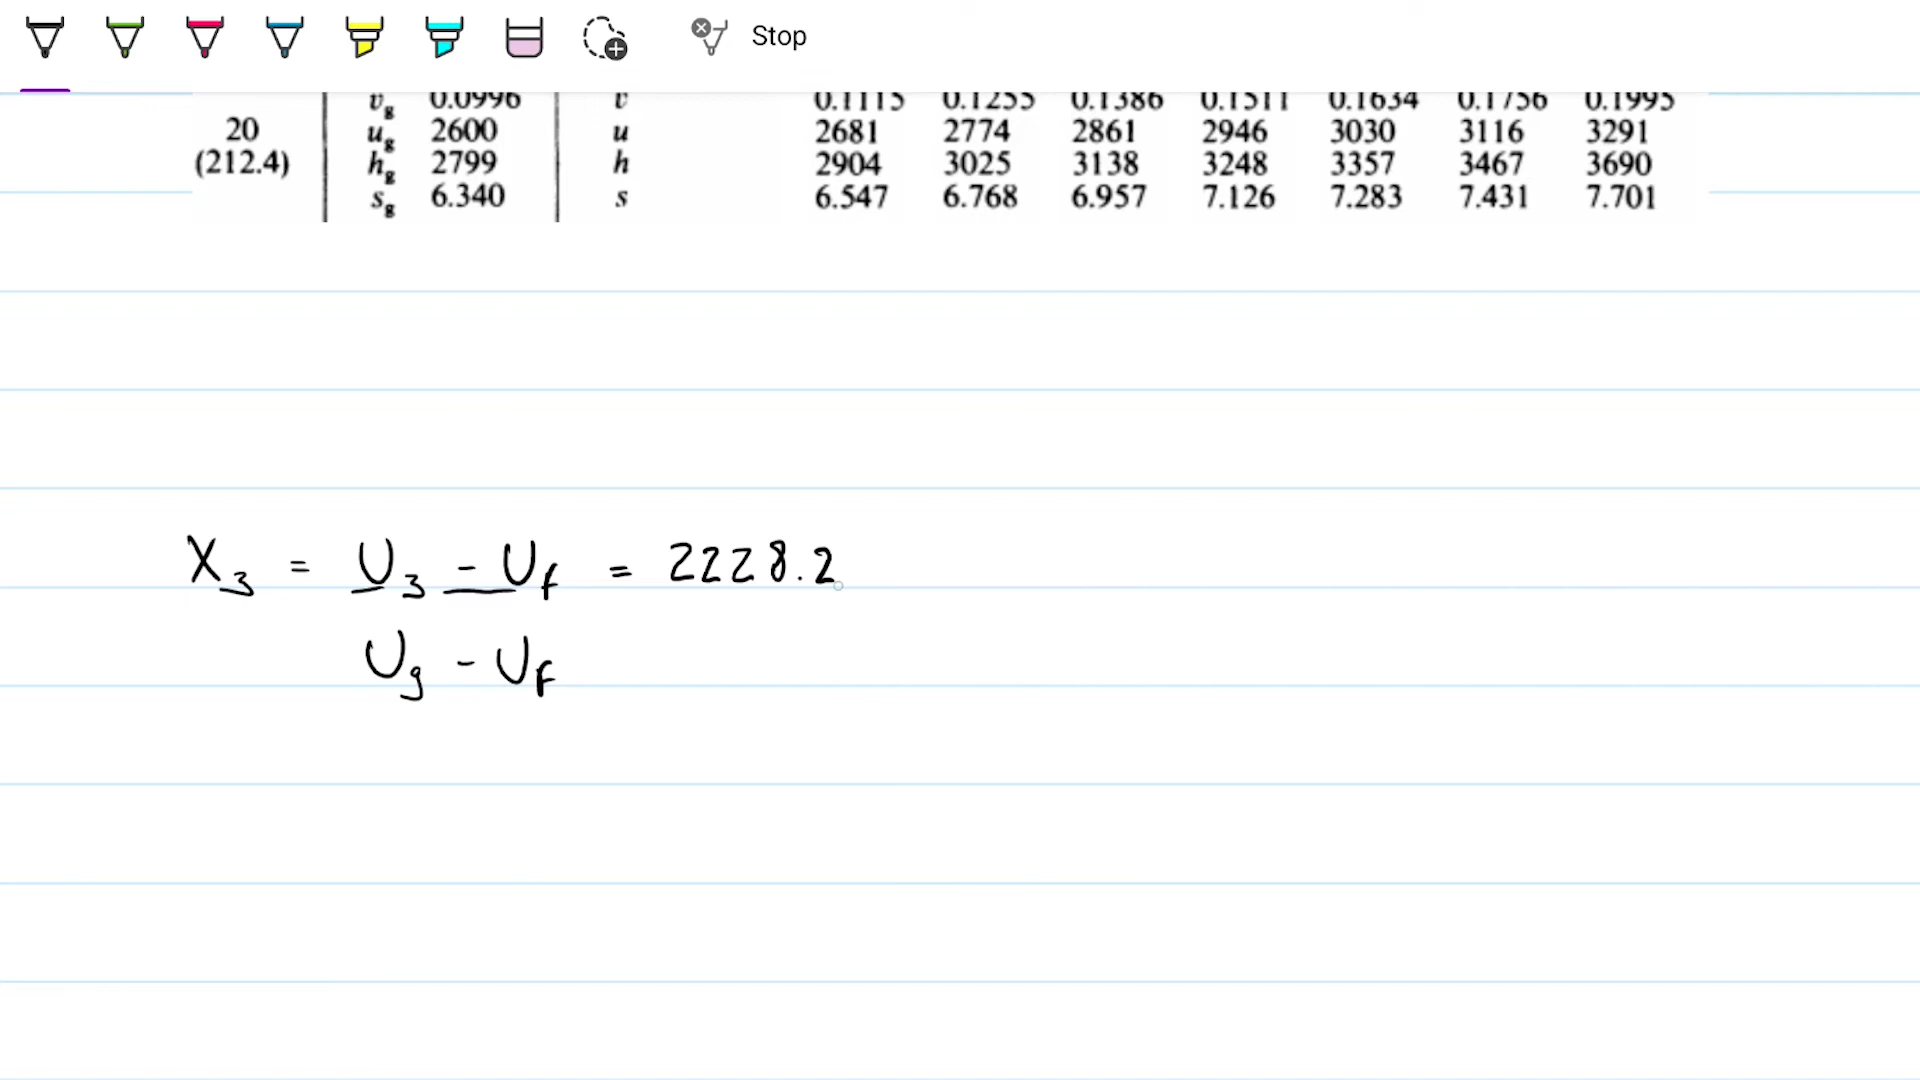 Stop
v_g 0.0996 v 0.1115 0.1255 0.1386 0.1511 0.1634 0.1756 0.1995
20 u_g 2600 u 2681 2774 2861 2946 3030 3116 3291
(212.4) h_g 2799 h 2904 3025 3138 3248 3357 3467 3690
s_g 6.340 s 6.547 6.768 6.957 7.126 7.283 7.431 7.701
X_3 = U_3 - U_f = 2228.2
U_g - U_f